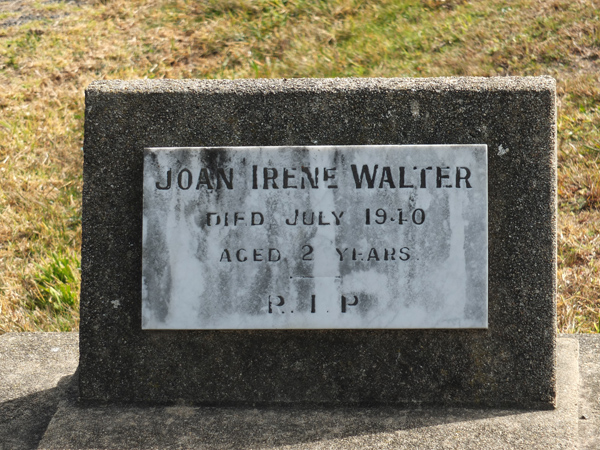 JOAN IRENE WALTER
DIED JULY 1940
AGED 2 YEARS
R.I.P